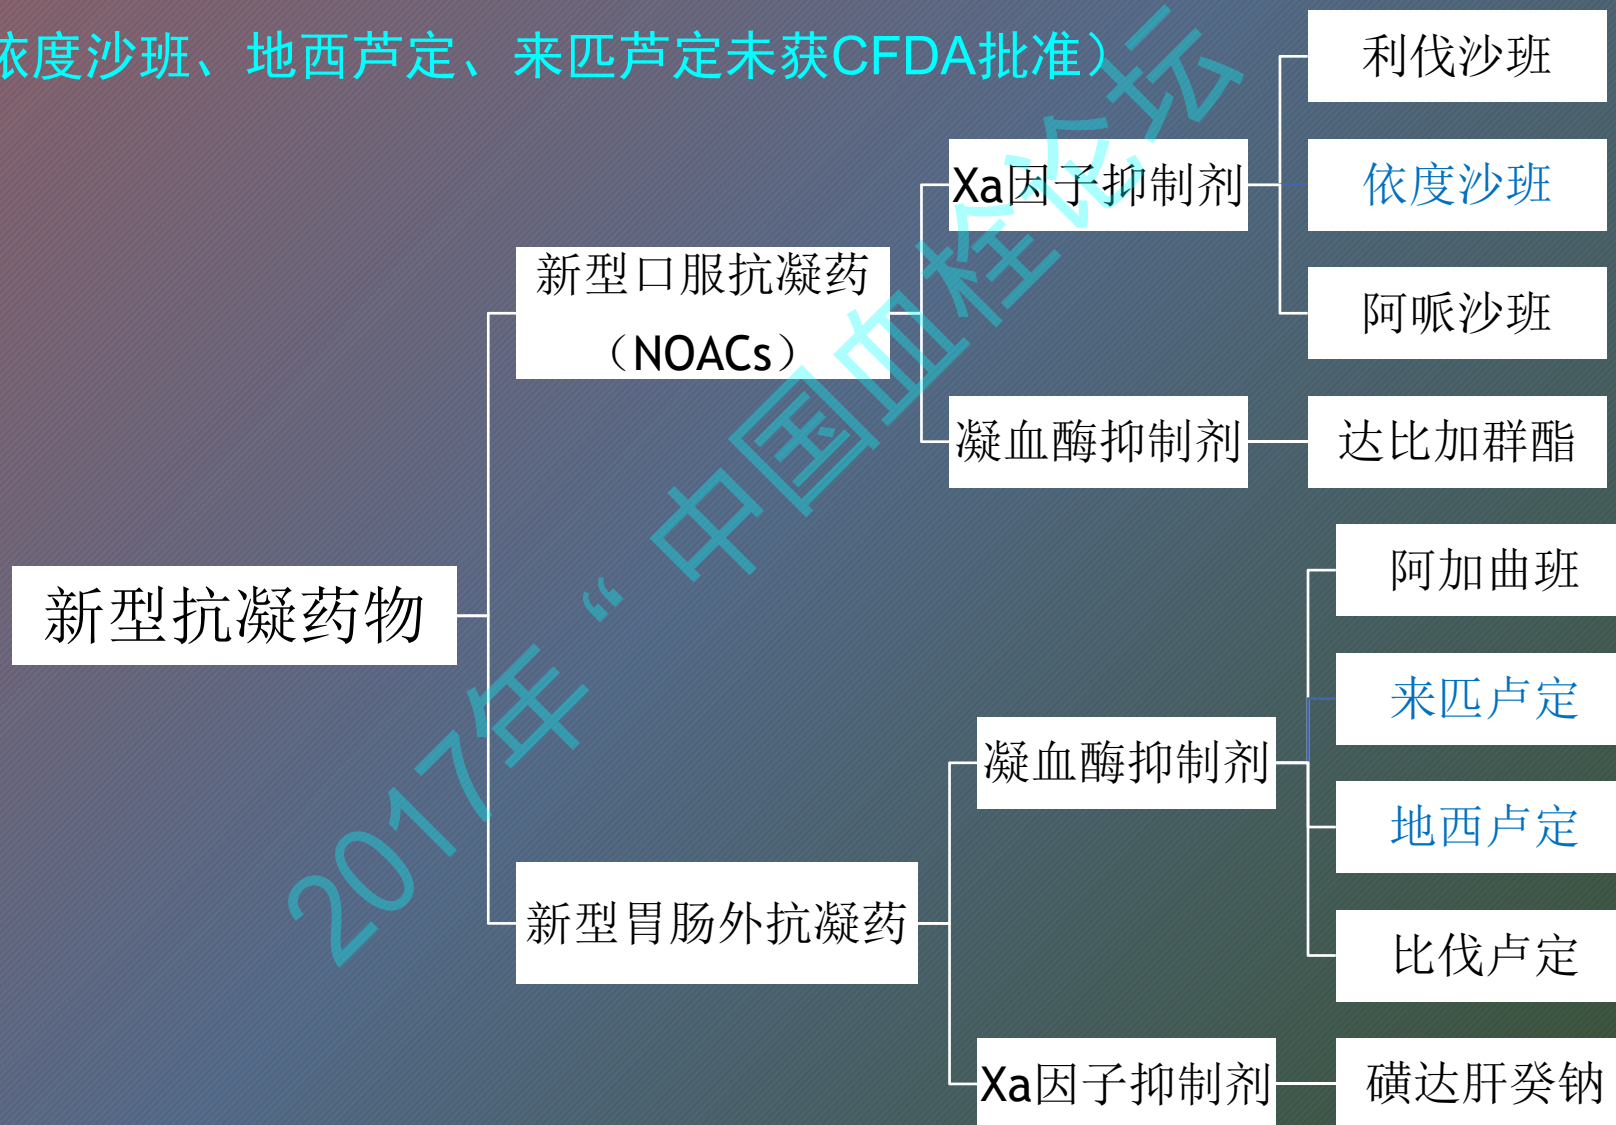 依度沙班、地西芦定、来匹芦定未获CFDA批准）
利伐沙班
Xa因子抑制剂
依度沙班
新型口服抗凝药
（NOACs）
阿哌沙班
凝血酶抑制剂
达比加群酯
新型抗凝药物
阿加曲班
来匹卢定
凝血酶抑制剂
地西卢定
新型胃肠外抗凝药
比伐卢定
Xa因子抑制剂
磺达肝癸钠
2017年“中国血栓论坛